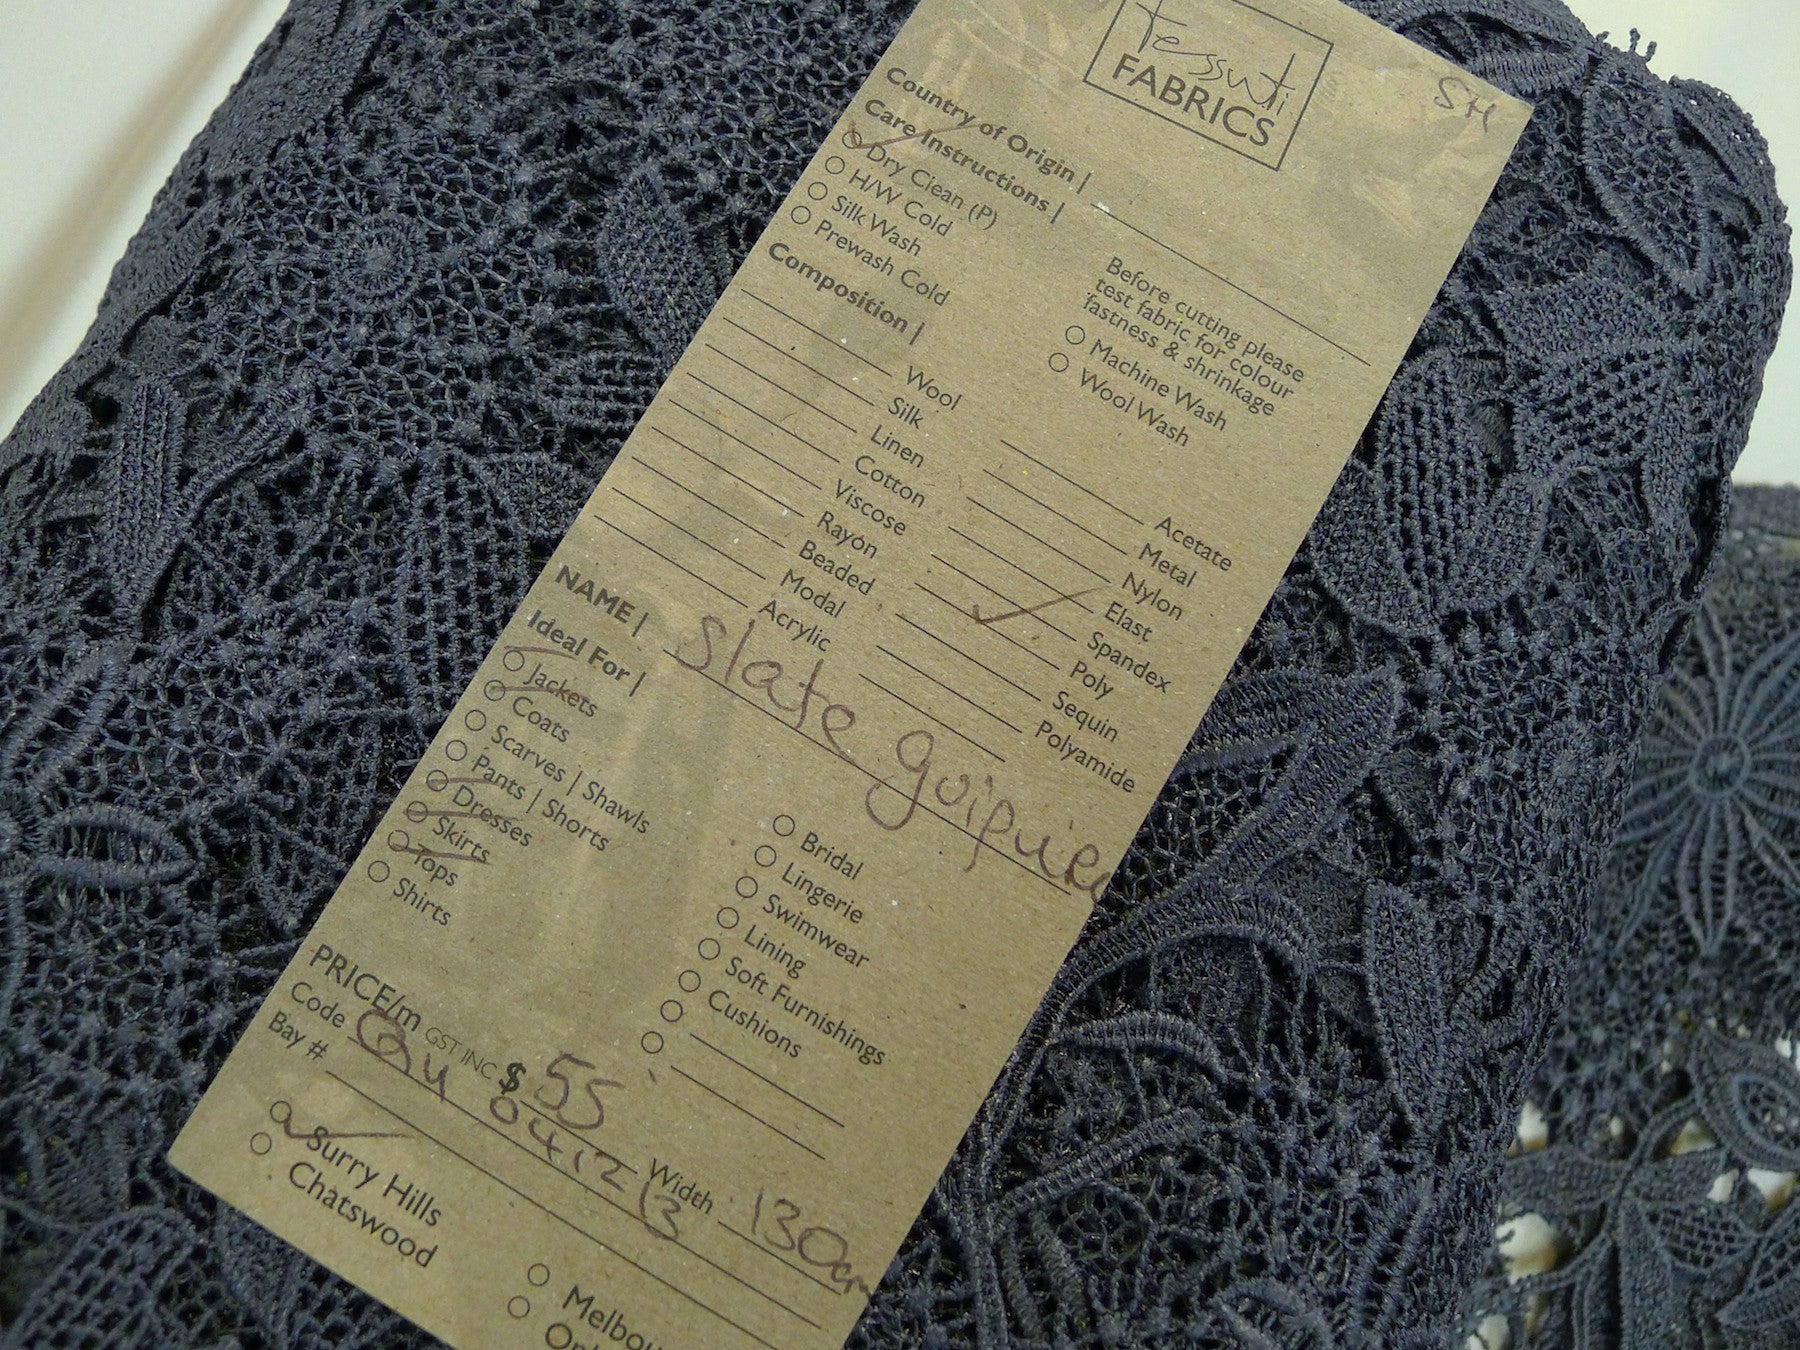 tessuti
FABRICS
SH
Country of Origin |
Care Instructions |
Dry Clean (P)
H/W Cold
Silk Wash
Prewash Cold
Before cutting please
test fabric for colour
fastness & shrinkage
Machine Wash
Wool Wash
Composition |
Wool
Silk
Linen
Cotton
Viscose
Rayon
Beaded
Modal
Acrylic
Acetate
Metal
Nylon
Elast
Spandex
Poly
Sequin
Polyamide
NAME | Slate goipure
Ideal For |
Jackets
Coats
Scarves | Shawls
Pants | Shorts
Dresses
Skirts
Tops
Shirts
Bridal
Lingerie
Swimwear
Lining
Soft Furnishings
Cushions
PRICE/m GST INC $ 55 Width 130cm
Code 041213
Bay #
Surry Hills
Chatswood